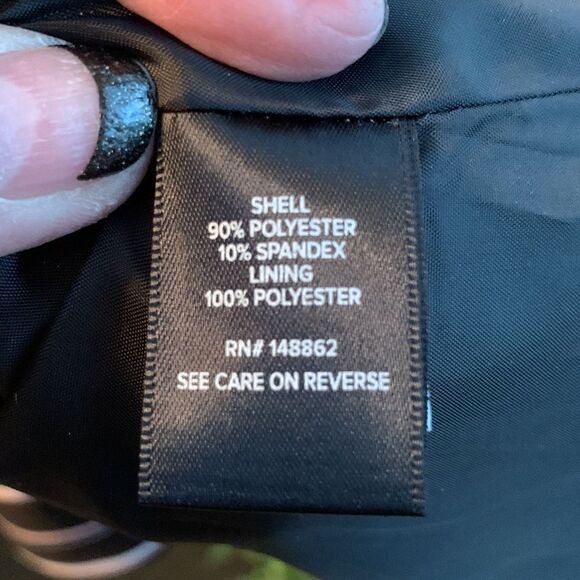 SHELL
90% POLYESTER
10% SPANDEX
LINING
100% POLYESTER
RN# 148862
SEE CARE ON REVERSE